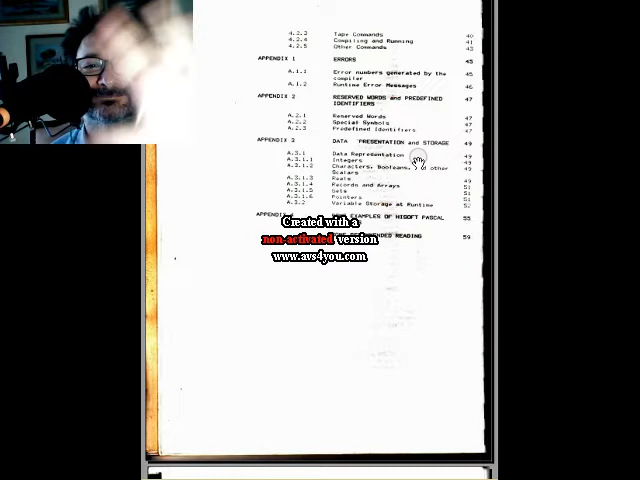 4.2.3 Tape Commands 40
4.2.4 Compiling and Running 41
4.2.5 Other Commands 43
APPENDIX 1 ERRORS 45
A.1.1 Error numbers generated by the 45
compiler
A.1.2 Runtime Error Messages 46
APPENDIX 2 RESERVED WORDS and PREDEFINED 47
IDENTIFIERS
A.2.1 Reserved Words 47
A.2.2 Special Symbols 47
A.2.3 Predefined Identifiers 47
APPENDIX 3 DATA PRESENTATION and STORAGE 49
A.3.1 Data Representation 49
A.3.1.1 Integers 49
A.3.1.2 Characters, Booleans, other 49
Scalars
A.3.1.3 Reals 49
A.3.1.4 Records and Arrays 51
A.3.1.5 Sets 51
A.3.1.6 Pointers 51
A.3.2 Variable Storage at Runtime 52
APPENDIX EXAMPLES OF HISOFT PASCAL 55
RECOMMENDED READING 59
Created with a
non-activated version
www.avs4you.com